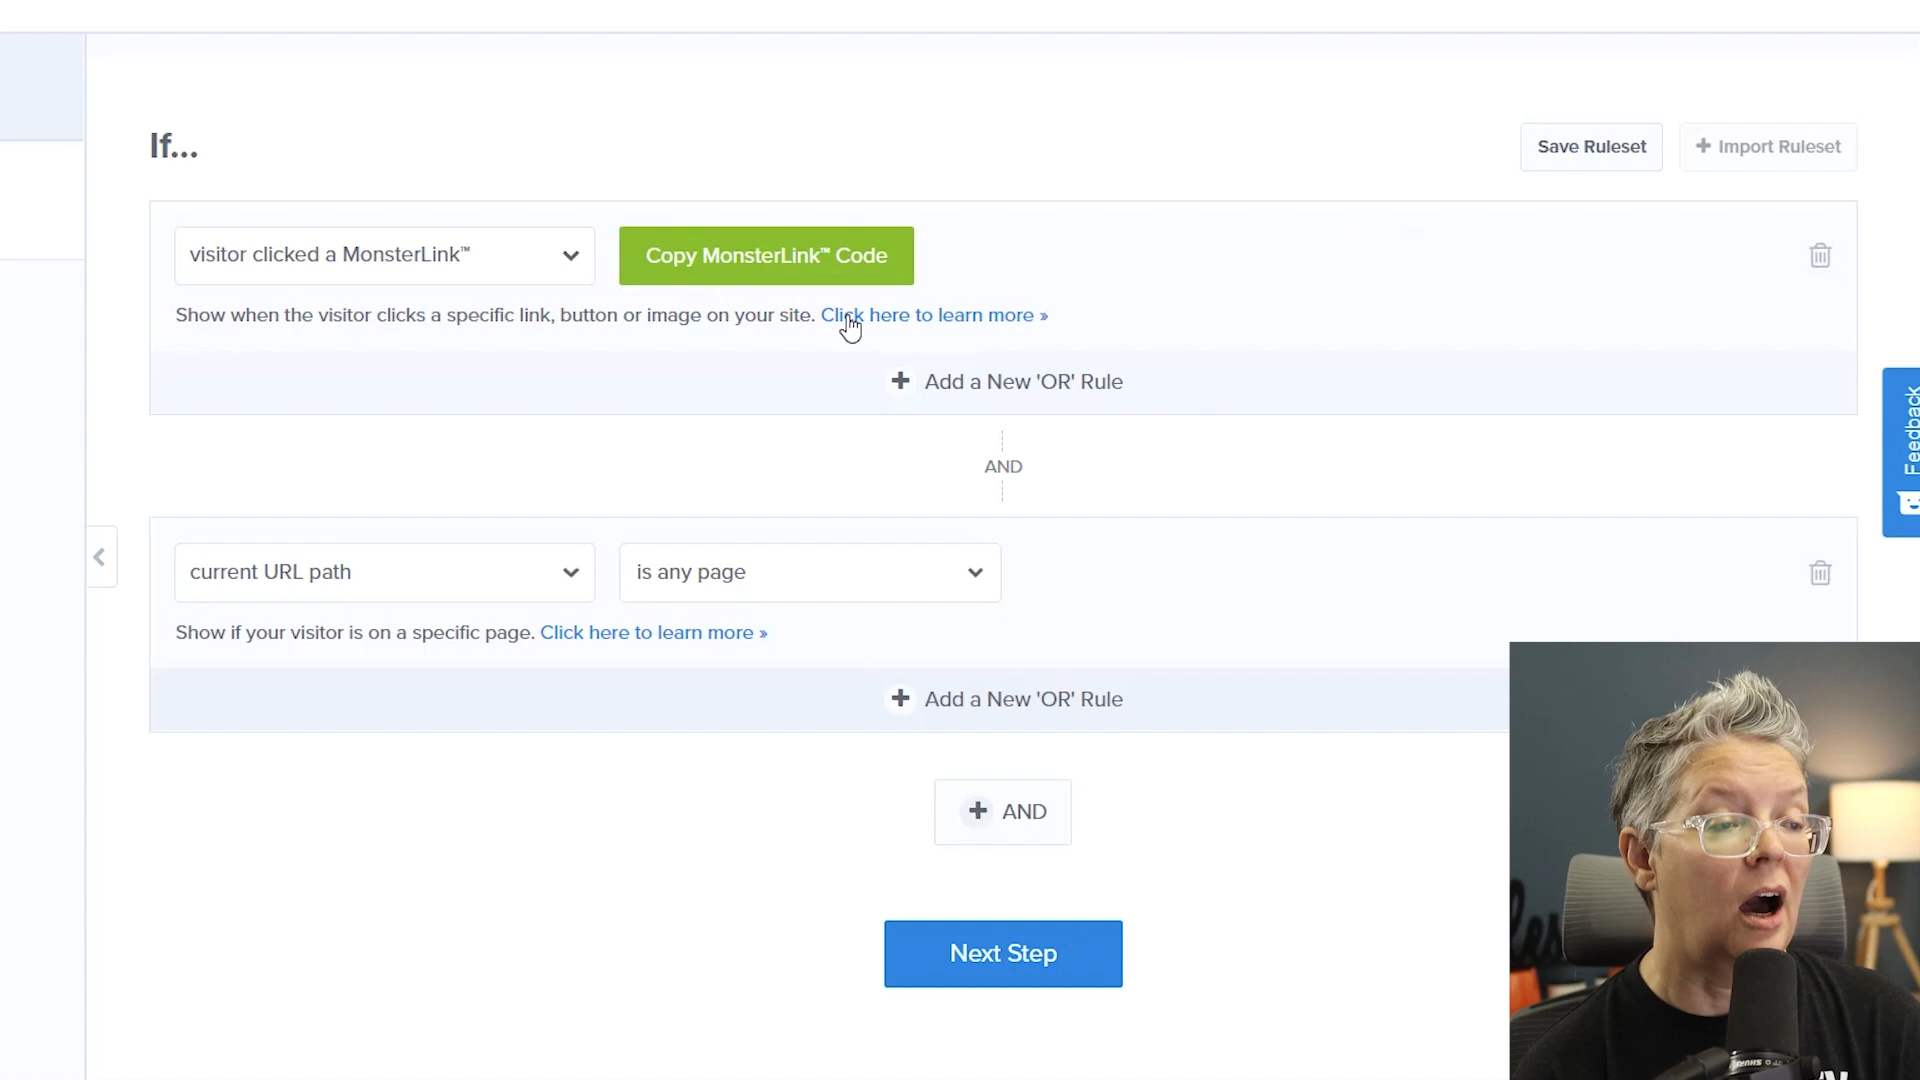 If...
Save Ruleset
+ Import Ruleset
visitor clicked a MonsterLink™
Copy MonsterLink™ Code
Show when the visitor clicks a specific link, button or image on your site. Click here to learn more »
+ Add a New 'OR' Rule
AND
Feedback
current URL path
is any page
Show if your visitor is on a specific page. Click here to learn more »
+ Add a New 'OR' Rule
+ AND
Next Step